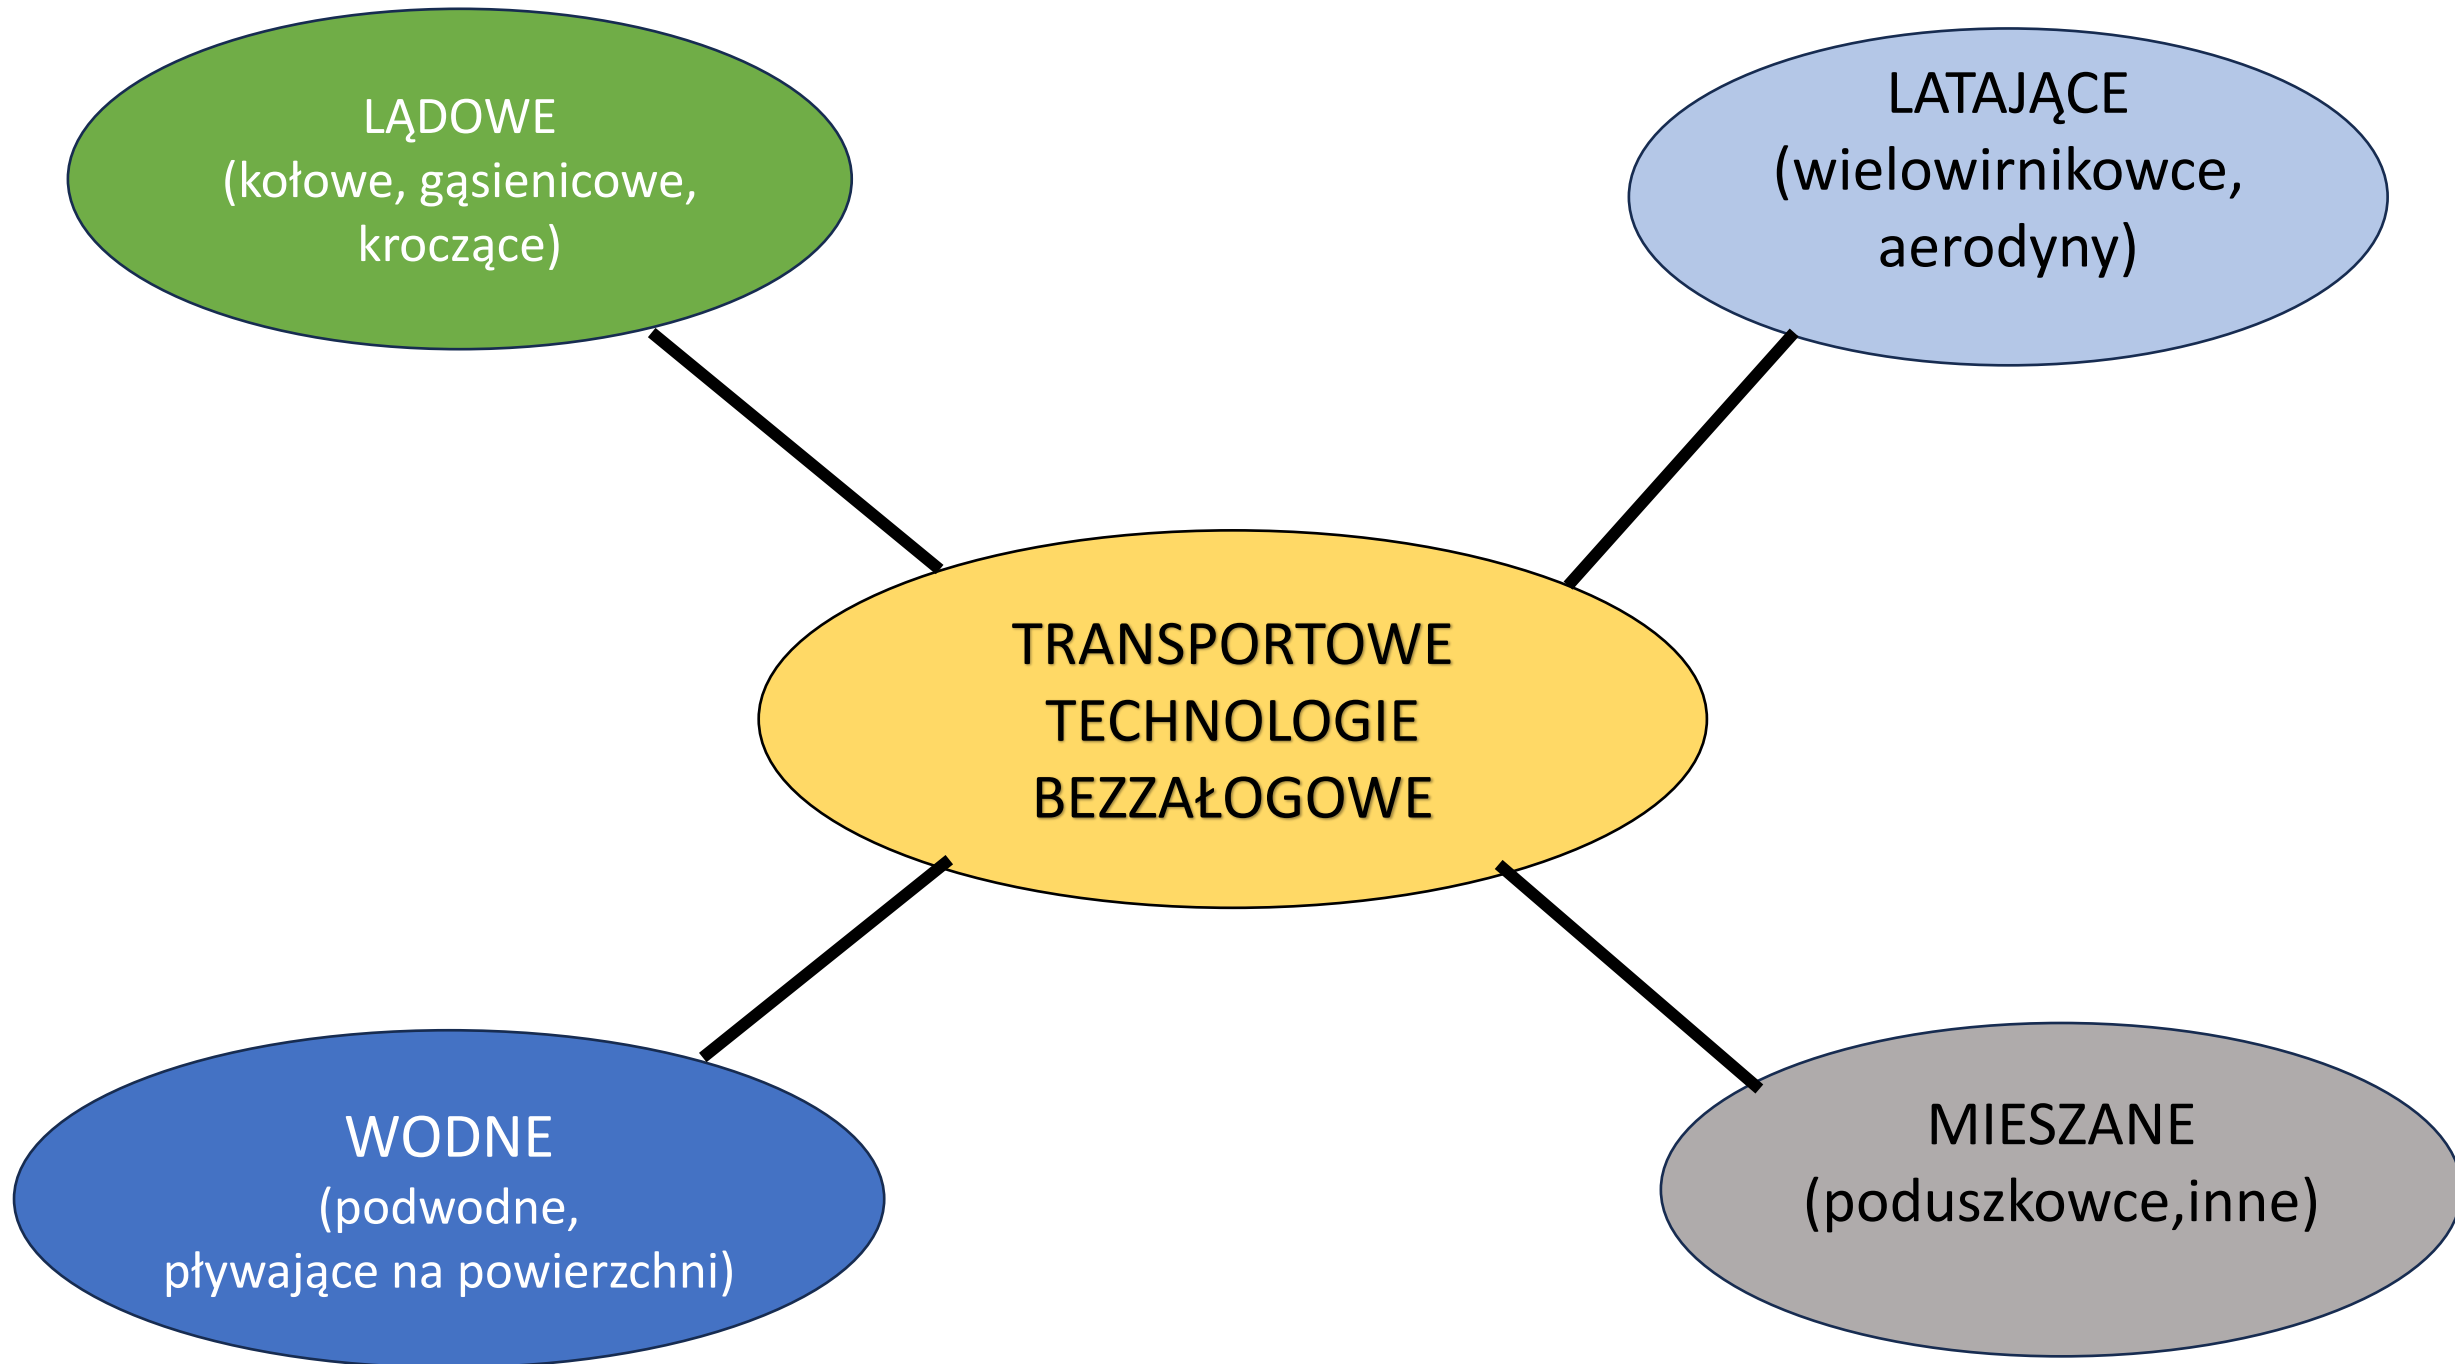 LĄDOWE
(kołowe, gąsienicowe,
kroczące)
LATAJĄCE
(wielowirnikowce,
aerodyny)
TRANSPORTOWE
TECHNOLOGIE
BEZZAŁOGOWE
WODNE
(podwodne,
pływające na powierzchni)
MIESZANE
(poduszkowce,inne)